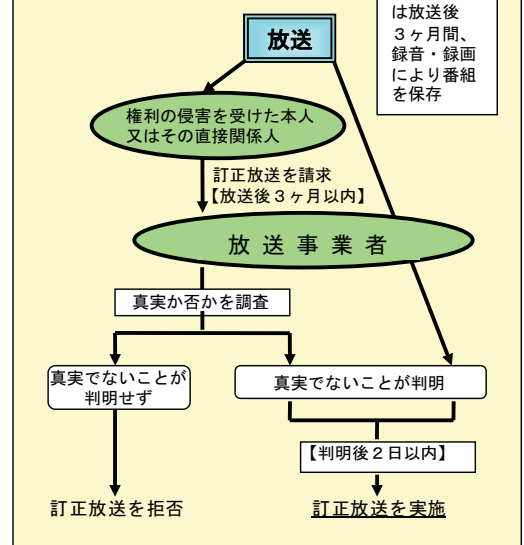 は放送後
３ヶ月間、
録音・録画
により番組
を保存
放送
権利の侵害を受けた本人
又はその直接関係人
訂正放送を請求
【放送後３ヶ月以内】
放送事業者
真実か否かを調査
真実でないことが
判明せず
真実でないことが判明
【判明後２日以内】
訂正放送を拒否
訂正放送を実施